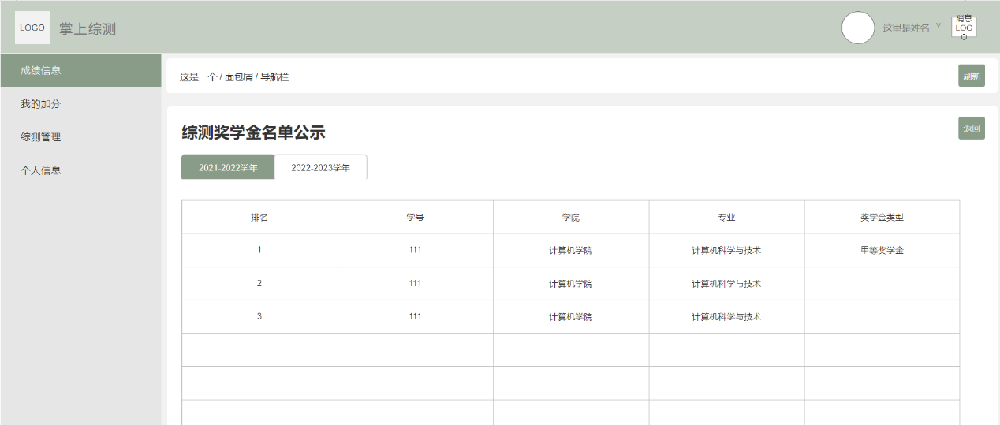 LOGO
掌上综测
这里是姓名
消息
LOG
O
成绩信息
我的加分
综测管理
个人信息
这是一个 / 面包屑 / 导航栏
刷新
综测奖学金名单公示
返回
2021-2022学年 2022-2023学年
排名 学号 学院 专业 奖学金类型
1 111 计算机学院 计算机科学与技术 甲等奖学金
2 111 计算机学院 计算机科学与技术
3 111 计算机学院 计算机科学与技术